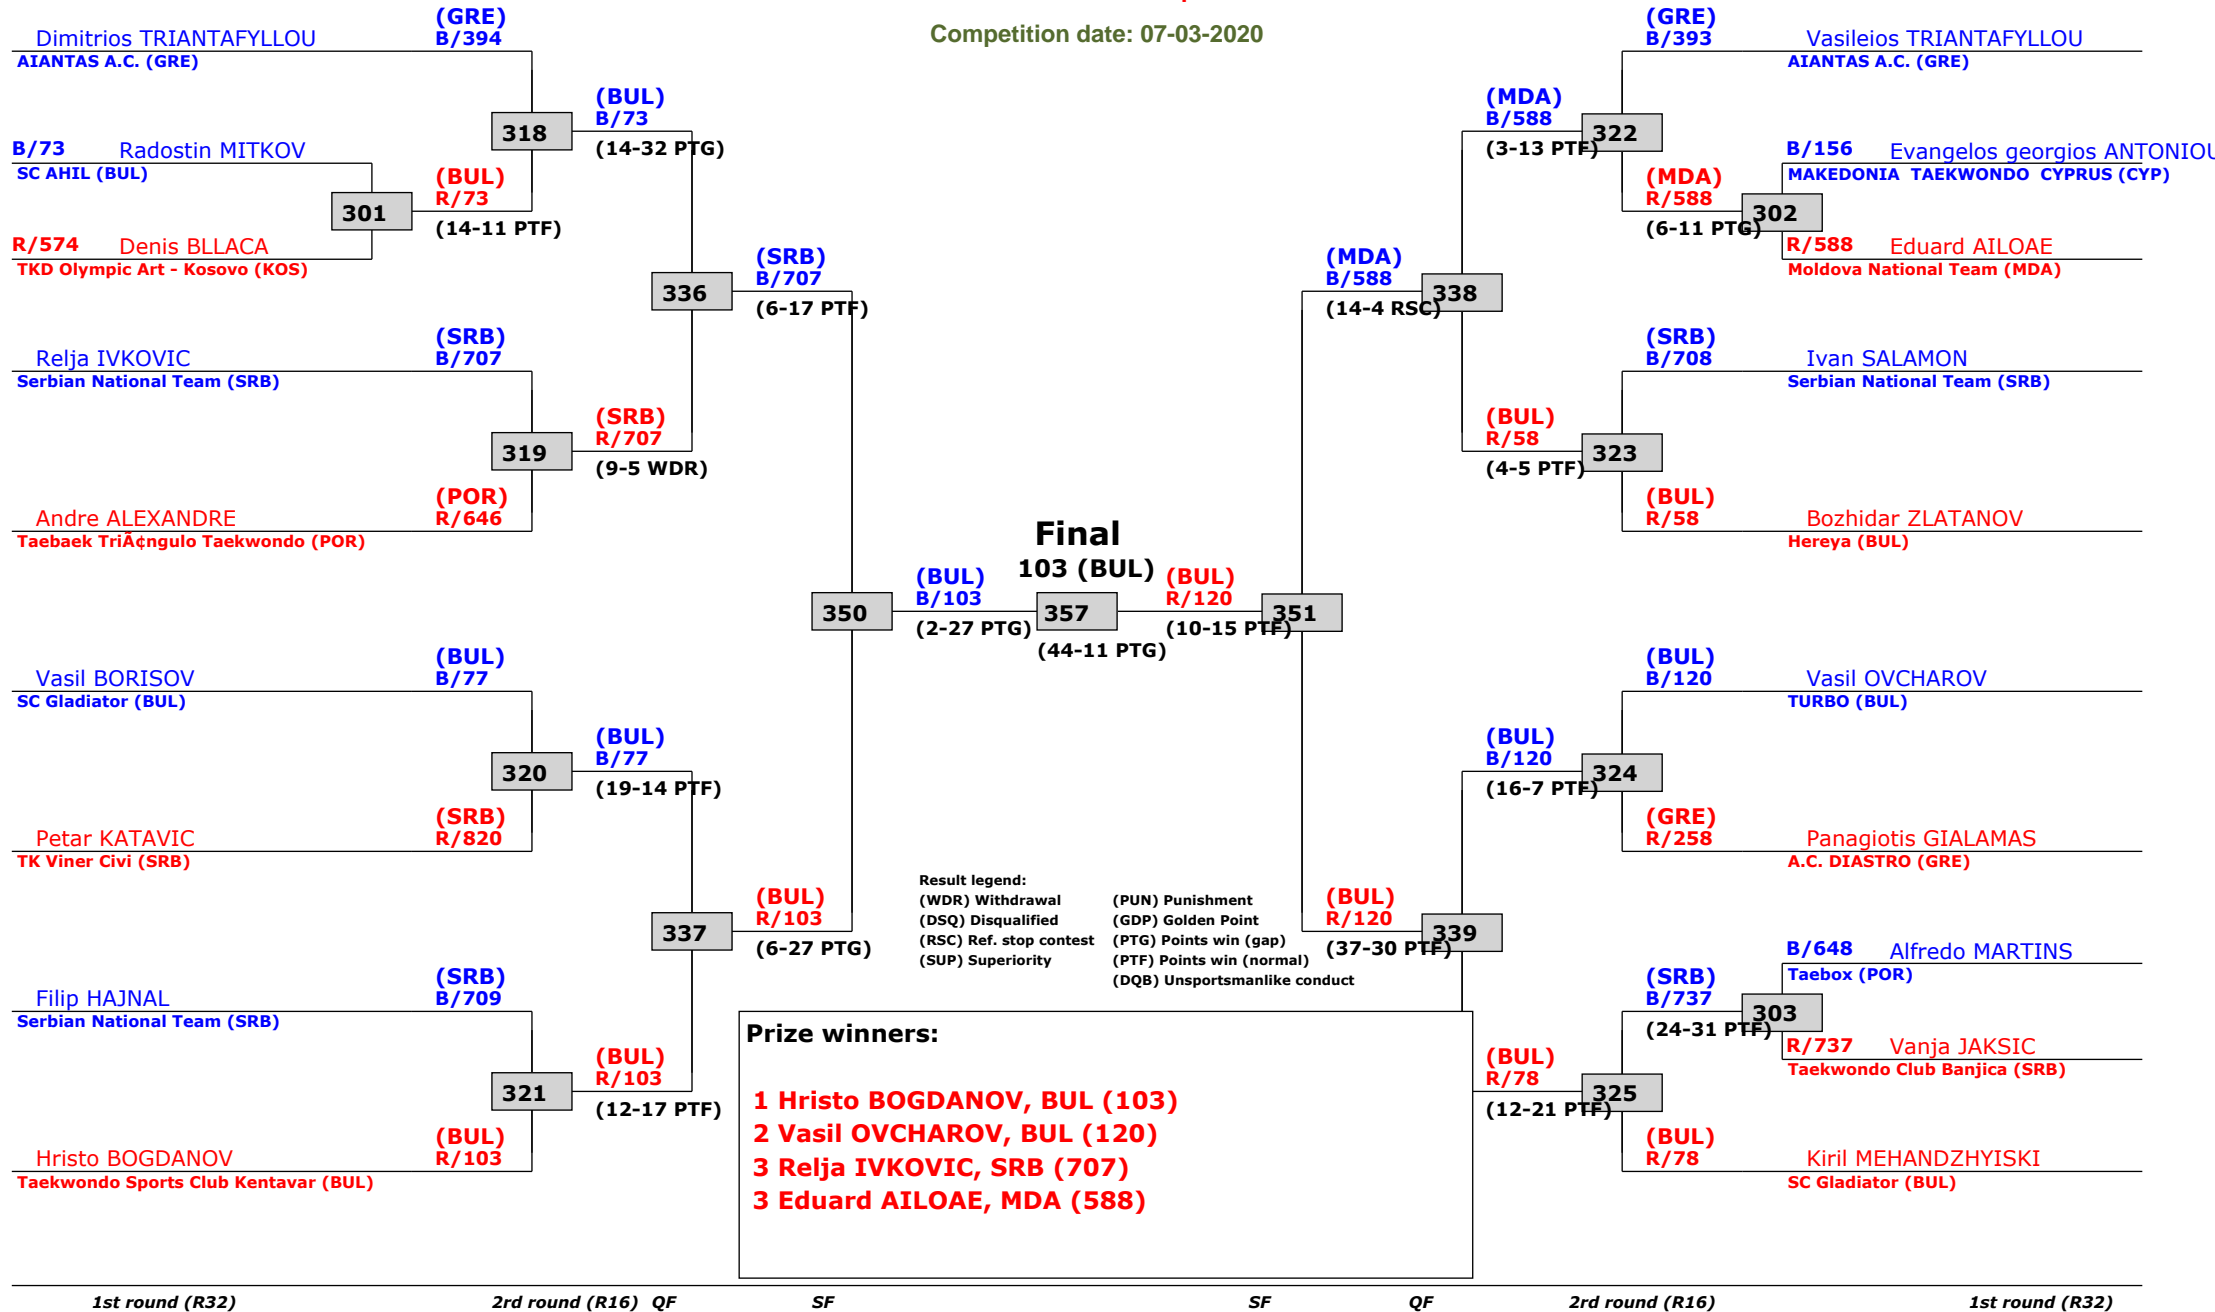 Competition date: 07-03-2020
Dimitrios TRIANTAFYLLOU
(GRE)
B/394
AIANTAS A.C. (GRE)
B/73 Radostin MITKOV
SC AHIL (BUL)
301
(BUL)
R/73
(14-11 PTF)
R/574 Denis BLLACA
TKD Olympic Art - Kosovo (KOS)
318
(BUL)
B/73
(14-32 PTG)
Relja IVKOVIC
(SRB)
B/707
Serbian National Team (SRB)
319
(SRB)
R/707
(9-5 WDR)
Andre ALEXANDRE
(POR)
R/646
Taebaek TriÃ¢ngulo Taekwondo (POR)
336
(SRB)
B/707
(6-17 PTF)
Vasil BORISOV
(BUL)
B/77
SC Gladiator (BUL)
320
(BUL)
B/77
(19-14 PTF)
Petar KATAVIC
(SRB)
R/820
TK Viner Civi (SRB)
337
(BUL)
R/103
(6-27 PTG)
Filip HAJNAL
(SRB)
B/709
Serbian National Team (SRB)
321
(BUL)
R/103
(12-17 PTF)
Hristo BOGDANOV
(BUL)
R/103
Taekwondo Sports Club Kentavar (BUL)
350
(BUL)
B/103
(2-27 PTG)
Final
103 (BUL)
357
(44-11 PTG)
(BUL)
R/120
(10-15 PTF)
351
(GRE)
B/393
Vasileios TRIANTAFYLLOU
AIANTAS A.C. (GRE)
(MDA)
B/588
(3-13 PTF)
322
B/156 Evangelos georgios ANTONIOU
MAKEDONIA TAEKWONDO CYPRUS (CYP)
(MDA)
R/588
(6-11 PTG)
302
R/588 Eduard AILOAE
Moldova National Team (MDA)
(MDA)
B/588
(14-4 RSC)
338
(SRB)
B/708
Ivan SALAMON
Serbian National Team (SRB)
(BUL)
R/58
(4-5 PTF)
323
(BUL)
R/58
Bozhidar ZLATANOV
Hereya (BUL)
(BUL)
B/120
Vasil OVCHAROV
TURBO (BUL)
(BUL)
B/120
(16-7 PTF)
324
(GRE)
R/258
Panagiotis GIALAMAS
A.C. DIASTRO (GRE)
(BUL)
R/120
(37-30 PTF)
339
B/648 Alfredo MARTINS
Taebox (POR)
(SRB)
B/737
(24-31 PTF)
303
R/737 Vanja JAKSIC
Taekwondo Club Banjica (SRB)
(BUL)
R/78
(12-21 PTF)
325
(BUL)
R/78
Kiril MEHANDZHYISKI
SC Gladiator (BUL)
Result legend:
(WDR) Withdrawal (PUN) Punishment
(DSQ) Disqualified (GDP) Golden Point
(RSC) Ref. stop contest (PTG) Points win (gap)
(SUP) Superiority (PTF) Points win (normal)
(DQB) Unsportsmanlike conduct
Prize winners:
1 Hristo BOGDANOV, BUL (103)
2 Vasil OVCHAROV, BUL (120)
3 Relja IVKOVIC, SRB (707)
3 Eduard AILOAE, MDA (588)
1st round (R32) 2rd round (R16) QF SF SF QF 2rd round (R16) 1st round (R32)